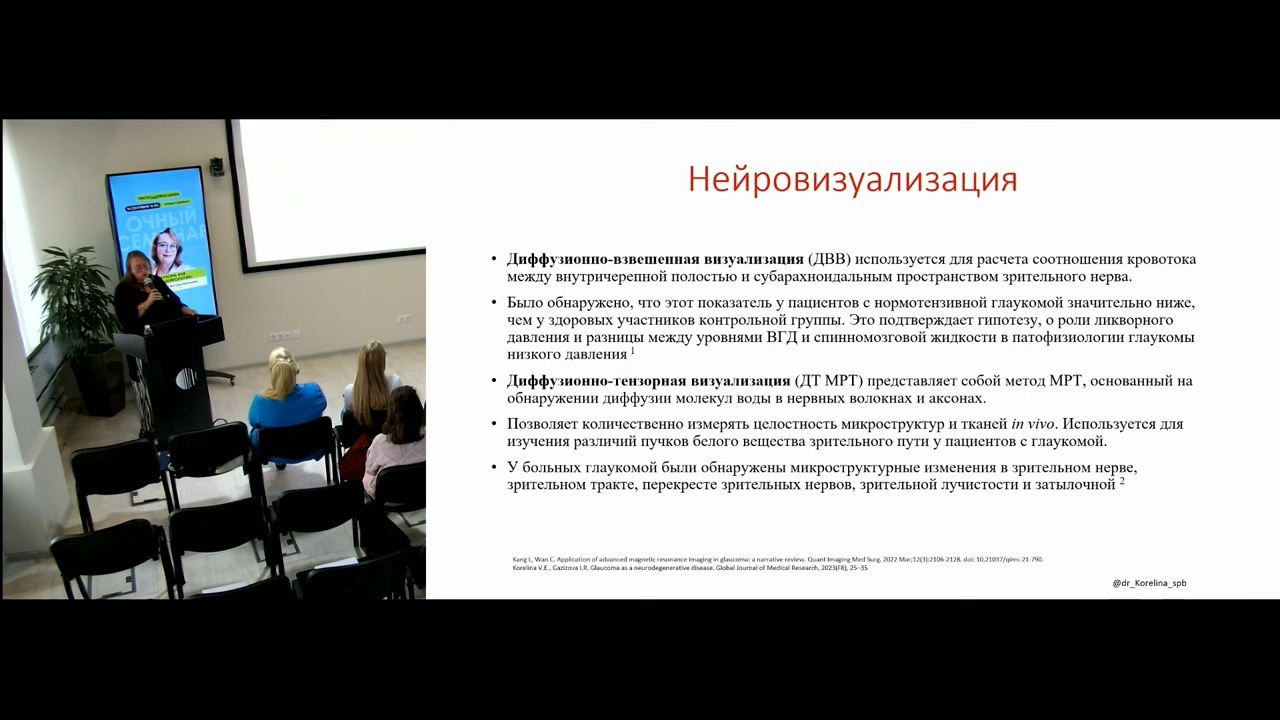 ОЧНЫЙ
СЕМИНАР
Нейровизуализация
• Диффузионно-взвешенная визуализация (ДВВ) используется для расчета соотношения кровотока
между внутричерепной полостью и субарахноидальным пространством зрительного нерва.
• Было обнаружено, что этот показатель у пациентов с нормотензивной глаукомой значительно ниже,
чем у здоровых участников контрольной группы. Это подтверждает гипотезу, о роли ликворного
давления и разницы между уровнями ВГД и спинномозговой жидкости в патофизиологии глаукомы
низкого давления 1
• Диффузионно-тензорная визуализация (ДТ МРТ) представляет собой метод МРТ, основанный на
обнаружении диффузии молекул воды в нервных волокнах и аксонах.
• Позволяет количественно измерять целостность микроструктур и тканей in vivo. Используется для
изучения различий пучков белого вещества зрительного пути у пациентов с глаукомой.
• У больных глаукомой были обнаружены микроструктурные изменения в зрительном нерве,
зрительном тракте, перекресте зрительных нервов, зрительной лучистости и затылочной 2
Kang L, Wan C. Application of advanced magnetic resonance imaging in glaucoma: a narrative review. Quant Imaging Med Surg. 2022 Mar;12(3):2106-2128. doi: 10.21037/qims-21-790.
Korelina V.E., Gazizova I.R. Glaucoma as a neurodegenerative disease. Global Journal of Medical Research, 2023(F8), 25–35
@dr_Korelina_spb